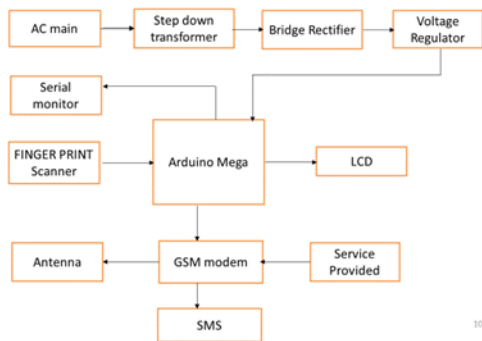 AC main
Step down
transformer
Bridge Rectifier
Voltage
Regulator
Serial
monitor
FINGER PRINT
Scanner
Arduino Mega
LCD
Antenna
GSM modem
Service
Provided
SMS
10